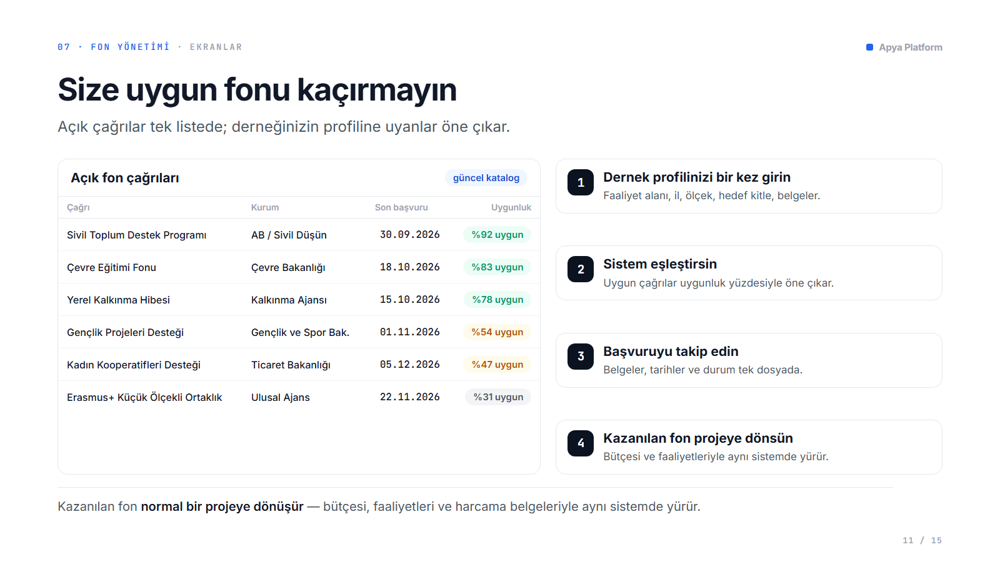 07 · FON YÖNETİMİ · EKRANLAR
Apya Platform
Size uygun fonu kaçırmayın
Açık çağrılar tek listede; derneğinizin profiline uyanlar öne çıkar.
Açık fon çağrıları güncel katalog
Çağrı Kurum Son başvuru Uygunluk
Sivil Toplum Destek Programı AB / Sivil Düşün 30.09.2026 %92 uygun
Çevre Eğitimi Fonu Çevre Bakanlığı 18.10.2026 %83 uygun
Yerel Kalkınma Hibesi Kalkınma Ajansı 15.10.2026 %78 uygun
Gençlik Projeleri Desteği Gençlik ve Spor Bak. 01.11.2026 %54 uygun
Kadın Kooperatifleri Desteği Ticaret Bakanlığı 05.12.2026 %47 uygun
Erasmus+ Küçük Ölçekli Ortaklık Ulusal Ajans 22.11.2026 %31 uygun
1 Dernek profilinizi bir kez girin
Faaliyet alanı, il, ölçek, hedef kitle, belgeler.
2 Sistem eşleştirsin
Uygun çağrılar uygunluk yüzdesiyle öne çıkar.
3 Başvuruyu takip edin
Belgeler, tarihler ve durum tek dosyada.
4 Kazanılan fon projeye dönsün
Bütçesi ve faaliyetleriyle aynı sistemde yürür.
Kazanılan fon normal bir projeye dönüşür — bütçesi, faaliyetleri ve harcama belgeleriyle aynı sistemde yürür.
11 / 15